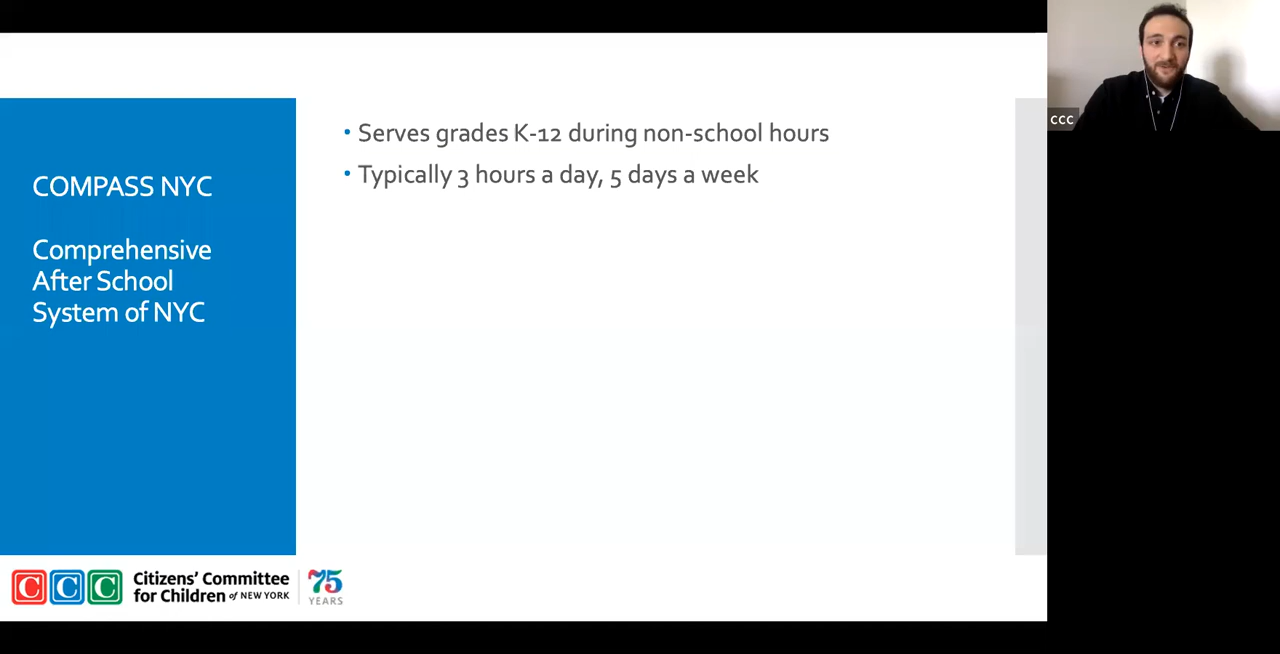 COMPASS NYC
Comprehensive
After School
System of NYC
• Serves grades K-12 during non-school hours
• Typically 3 hours a day, 5 days a week
CCC
C C C
Citizens' Committee
for Children of NEW YORK
75
YEARS